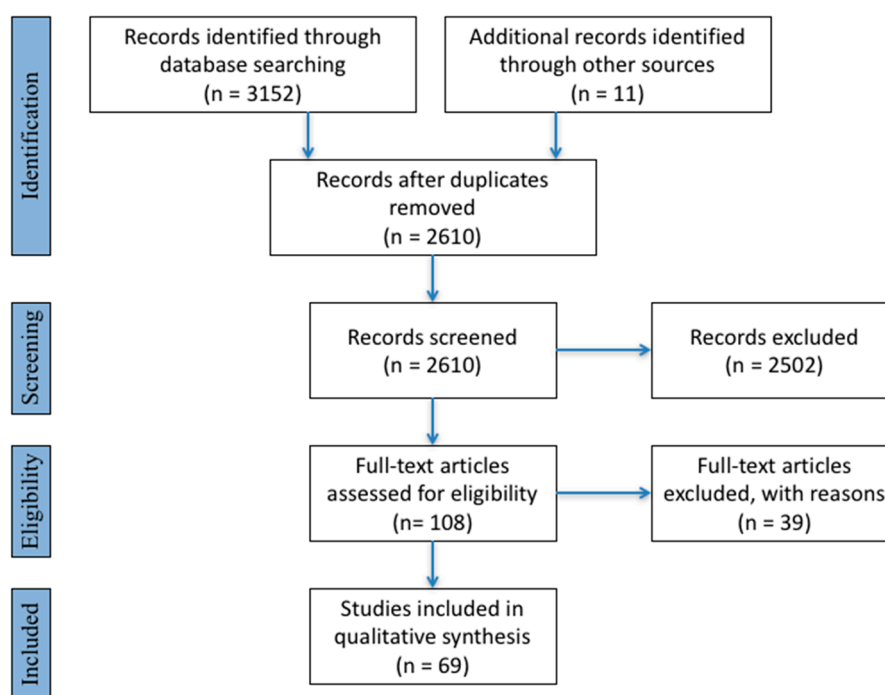 Identification
Records identified through
database searching
(n = 3152)
Additional records identified
through other sources
(n = 11)
Records after duplicates
removed
(n = 2610)
Screening
Records screened
(n = 2610)
Records excluded
(n = 2502)
Eligibility
Full-text articles
assessed for eligibility
(n= 108)
Full-text articles
excluded, with reasons
(n = 39)
Included
Studies included in
qualitative synthesis
(n = 69)